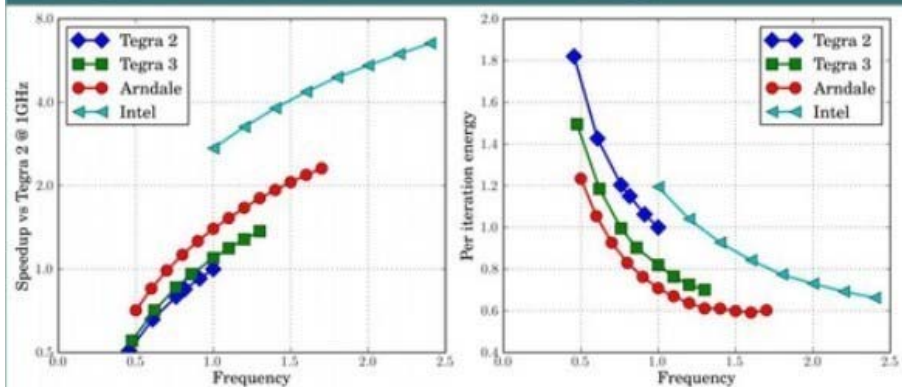 8.0
4.0
2.0
1.0
0.5
Speedup vs Tegra 2 @ 1GHz
Tegra 2
Tegra 3
Arndale
Intel
0.0 0.5 1.0 1.5 2.0 2.5
Frequency
2.0
1.8
1.6
1.4
1.2
1.0
0.8
0.6
0.4
Per iteration energy
Tegra 2
Tegra 3
Arndale
Intel
0.0 0.5 1.0 1.5 2.0 2.5
Frequency